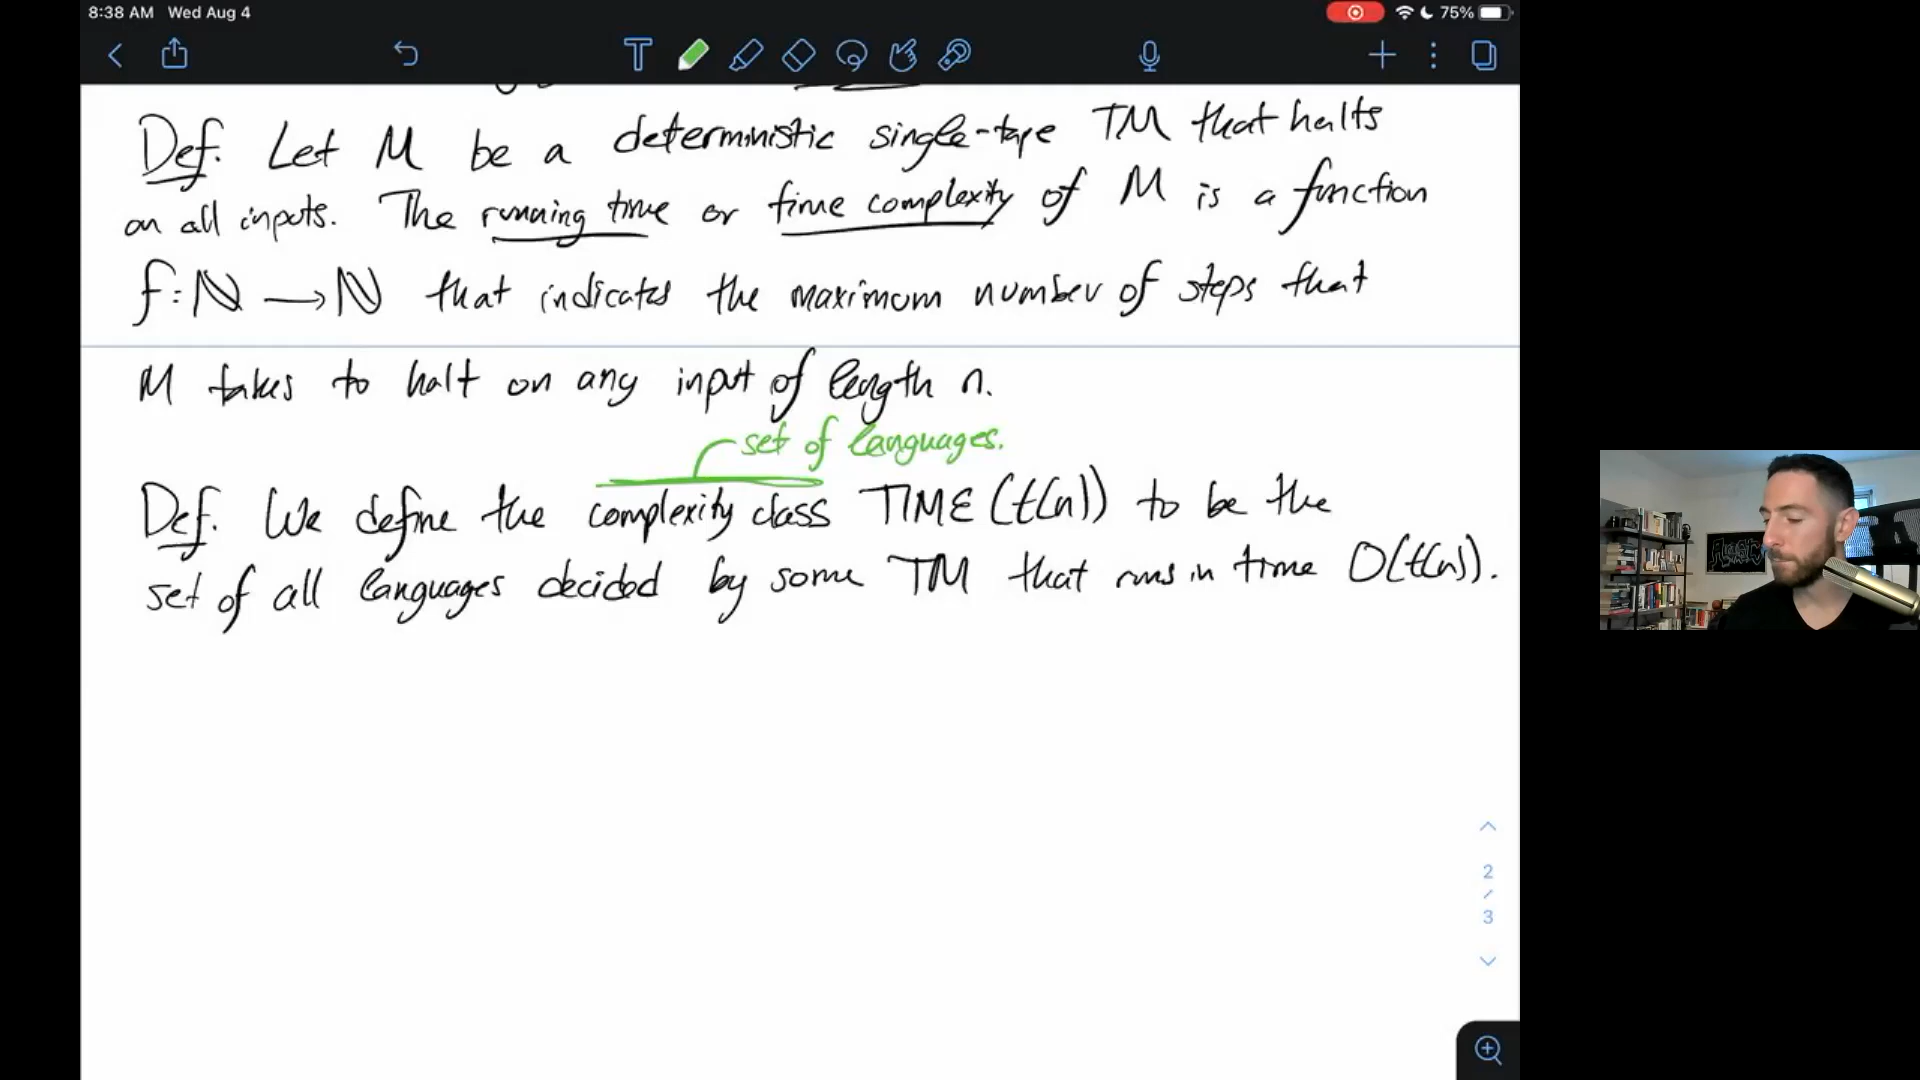 8:38 AM Wed Aug 4
75%
Def. Let M be a deterministic single-tape TM that halts
on all inputs. The running time or time complexity of M is a function
f: ℕ → ℕ that indicates the maximum number of steps that
M takes to halt on any input of length n.
set of languages.
Def. We define the complexity class TIME(t(n)) to be the
set of all languages decided by some TM that runs in time O(t(n)).
2
/
3